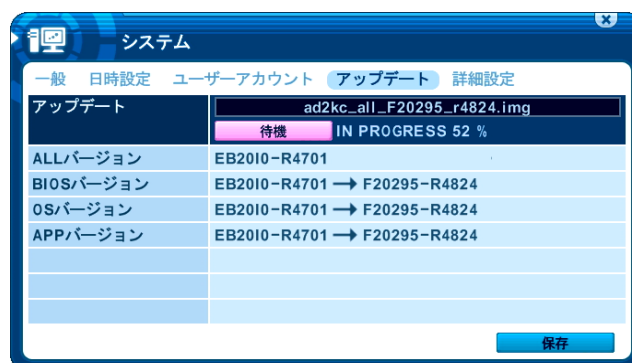 システム
一般 日時設定 ユーザーアカウント アップデート 詳細設定
アップデート ad2kc_all_F20295_r4824.img
待機 IN PROGRESS 52 %
ALLバージョン EB20I0-R4701
BIOSバージョン EB20I0-R4701 → F20295-R4824
OSバージョン EB20I0-R4701 → F20295-R4824
APPバージョン EB20I0-R4701 → F20295-R4824
保存